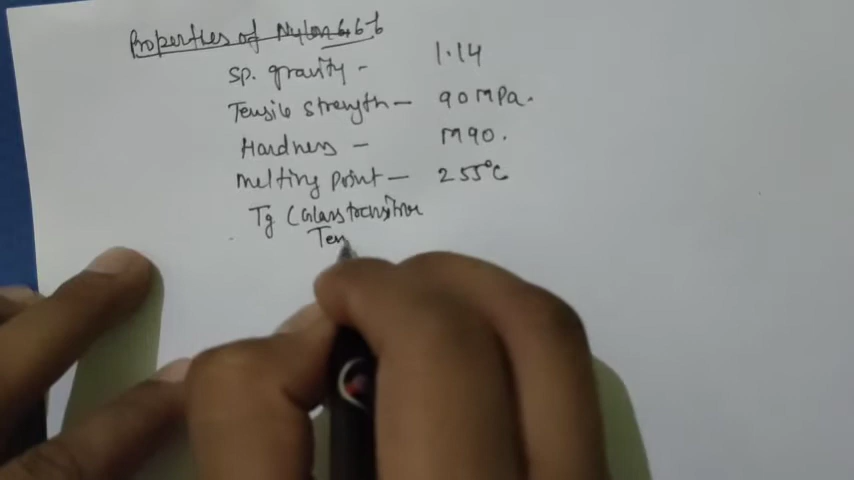 Properties of Nylon 6 6
Sp. gravity - 1.14
Tensile strength - 90 MPa.
Hardness - M90.
Melting point - 255°C
Tg (Glass transition
Tem